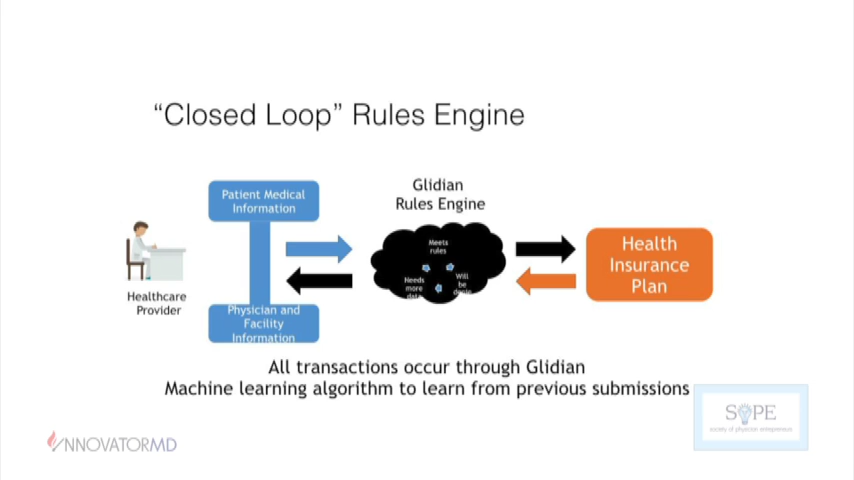 “Closed Loop” Rules Engine
Patient Medical
Information
Glidian
Rules Engine
Meets
rules
Needs
more
data
Will
be
Health
Insurance
Plan
Healthcare
Provider
Physician and
Facility
Information
All transactions occur through Glidian
Machine learning algorithm to learn from previous submissions
SOPE
society of physician entrepreneurs
INNOVATORMD